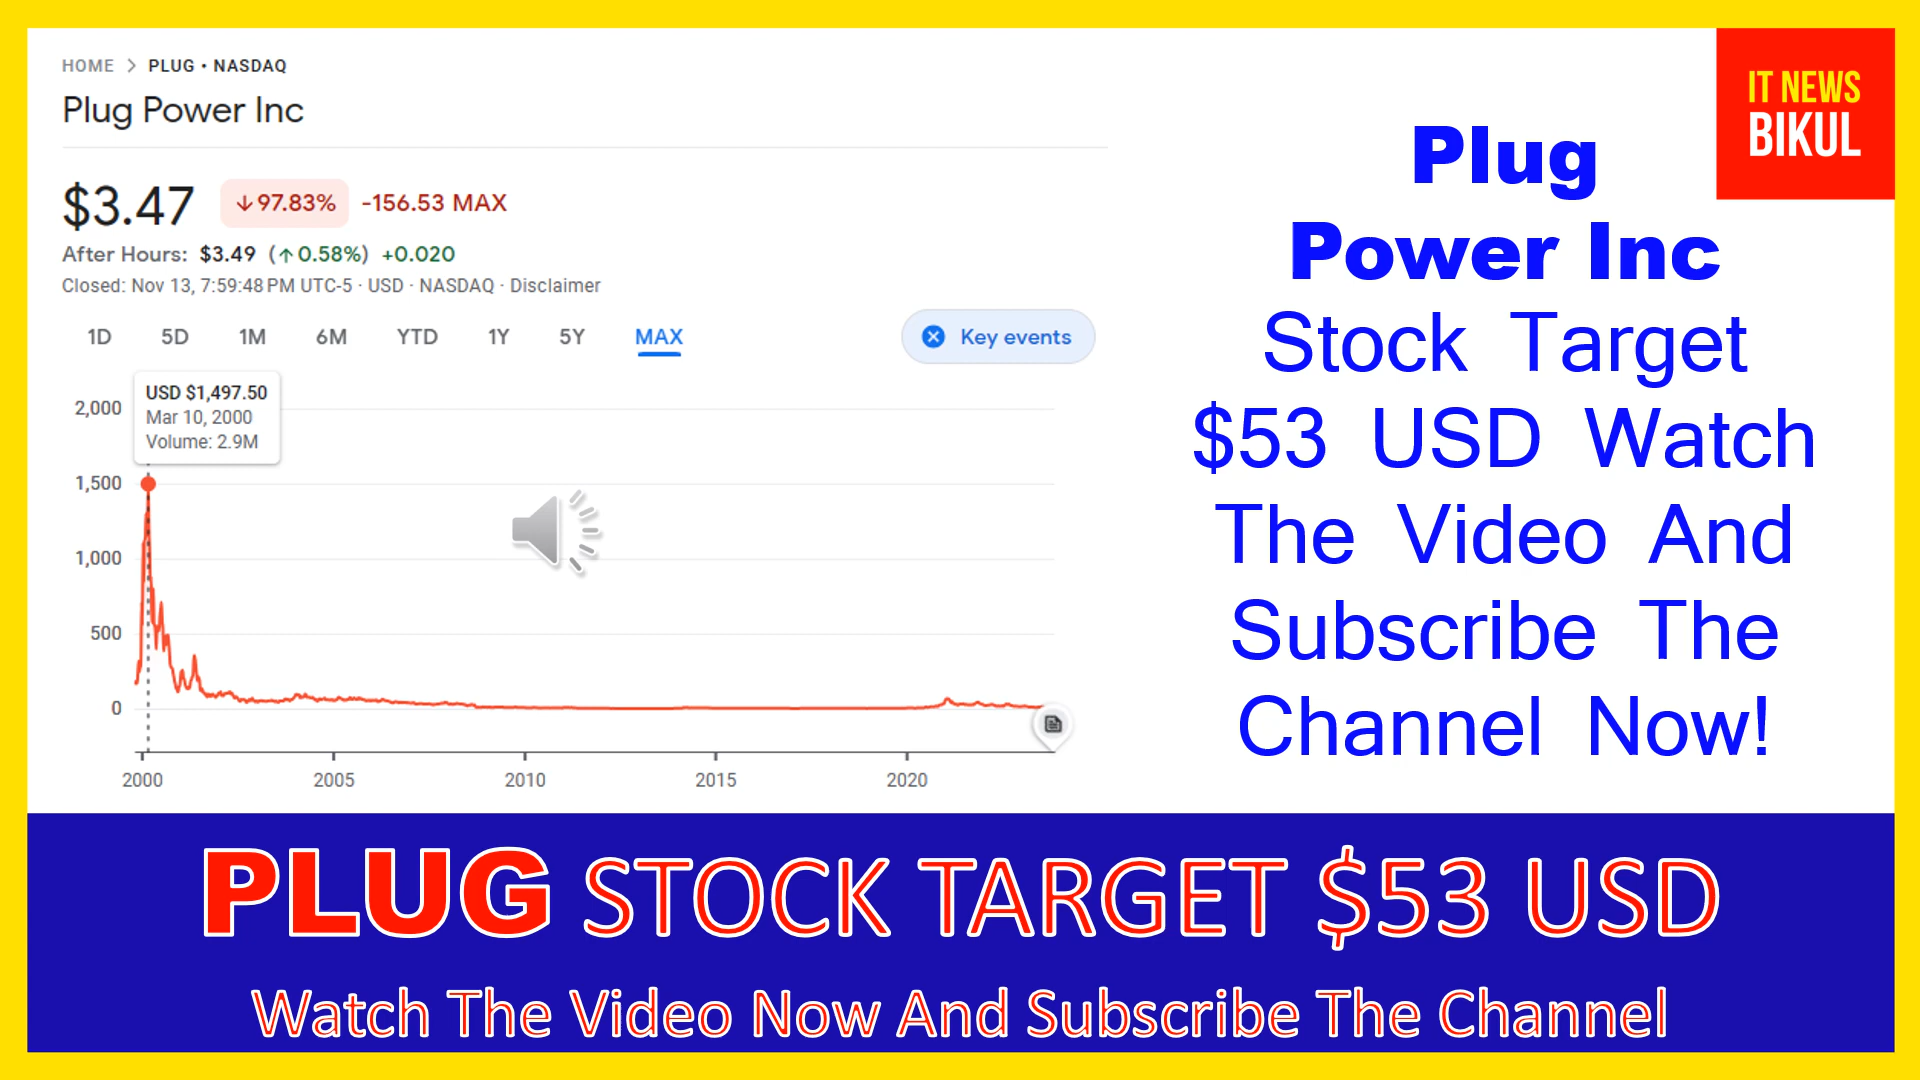 HOME > PLUG • NASDAQ
Plug Power Inc
$3.47 ↓97.83% -156.53 MAX
After Hours: $3.49 (↑0.58%) +0.020
Closed: Nov 13, 7:59:48 PM UTC-5 · USD · NASDAQ · Disclaimer
1D 5D 1M 6M YTD 1Y 5Y MAX
Key events
USD $1,497.50
Mar 10, 2000
Volume: 2.9M
2,000
1,500
1,000
500
0
2000 2005 2010 2015 2020
IT NEWS
BIKUL
Plug
Power Inc
Stock Target
$53 USD Watch
The Video And
Subscribe The
Channel Now!
PLUG STOCK TARGET $53 USD
Watch The Video Now And Subscribe The Channel